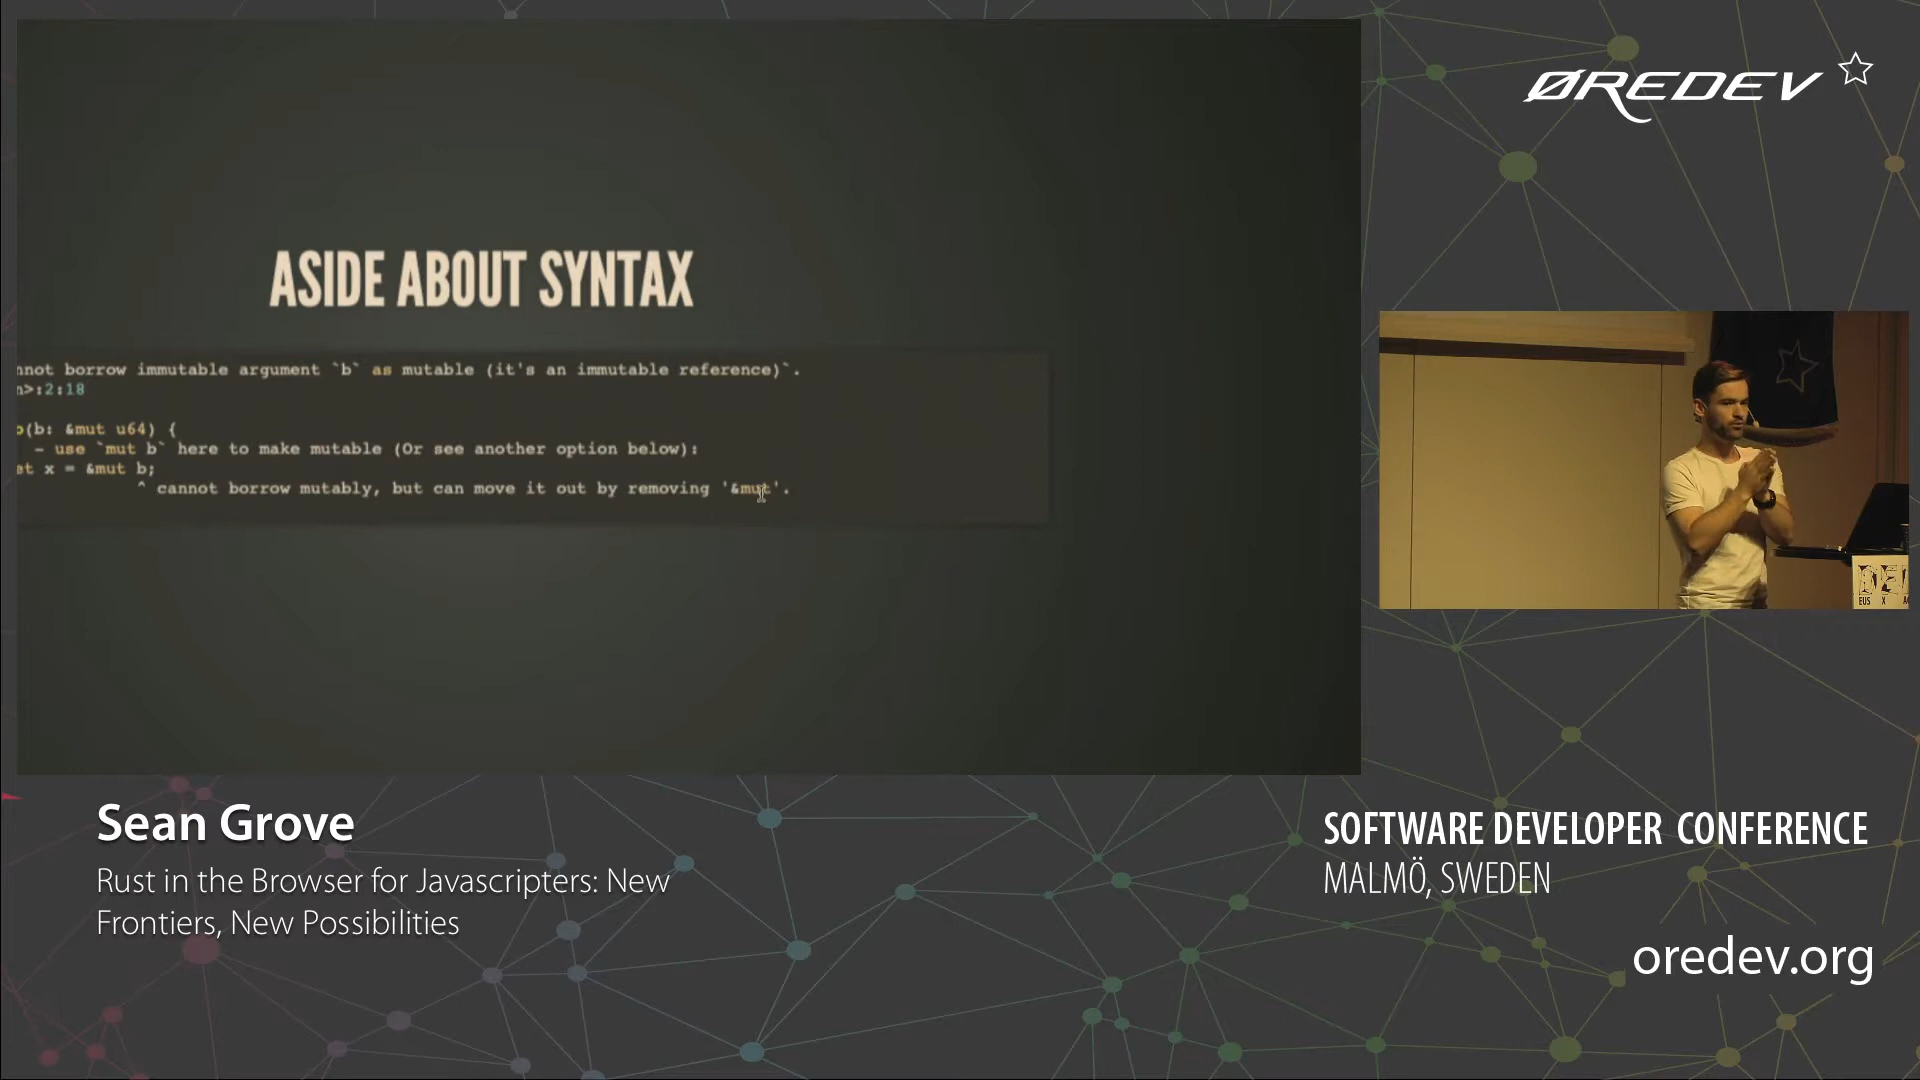 ØREDEV
ASIDE ABOUT SYNTAX
nnot borrow immutable argument `b` as mutable (it's an immutable reference)`.
n>:2:18
o(b: &mut u64) {
- use `mut b` here to make mutable (Or see another option below):
et x = &mut b;
^ cannot borrow mutably, but can move it out by removing '&mut'.
EUS X
Sean Grove
Rust in the Browser for Javascripters: New
Frontiers, New Possibilities
SOFTWARE DEVELOPER CONFERENCE
MALMÖ, SWEDEN
oredev.org